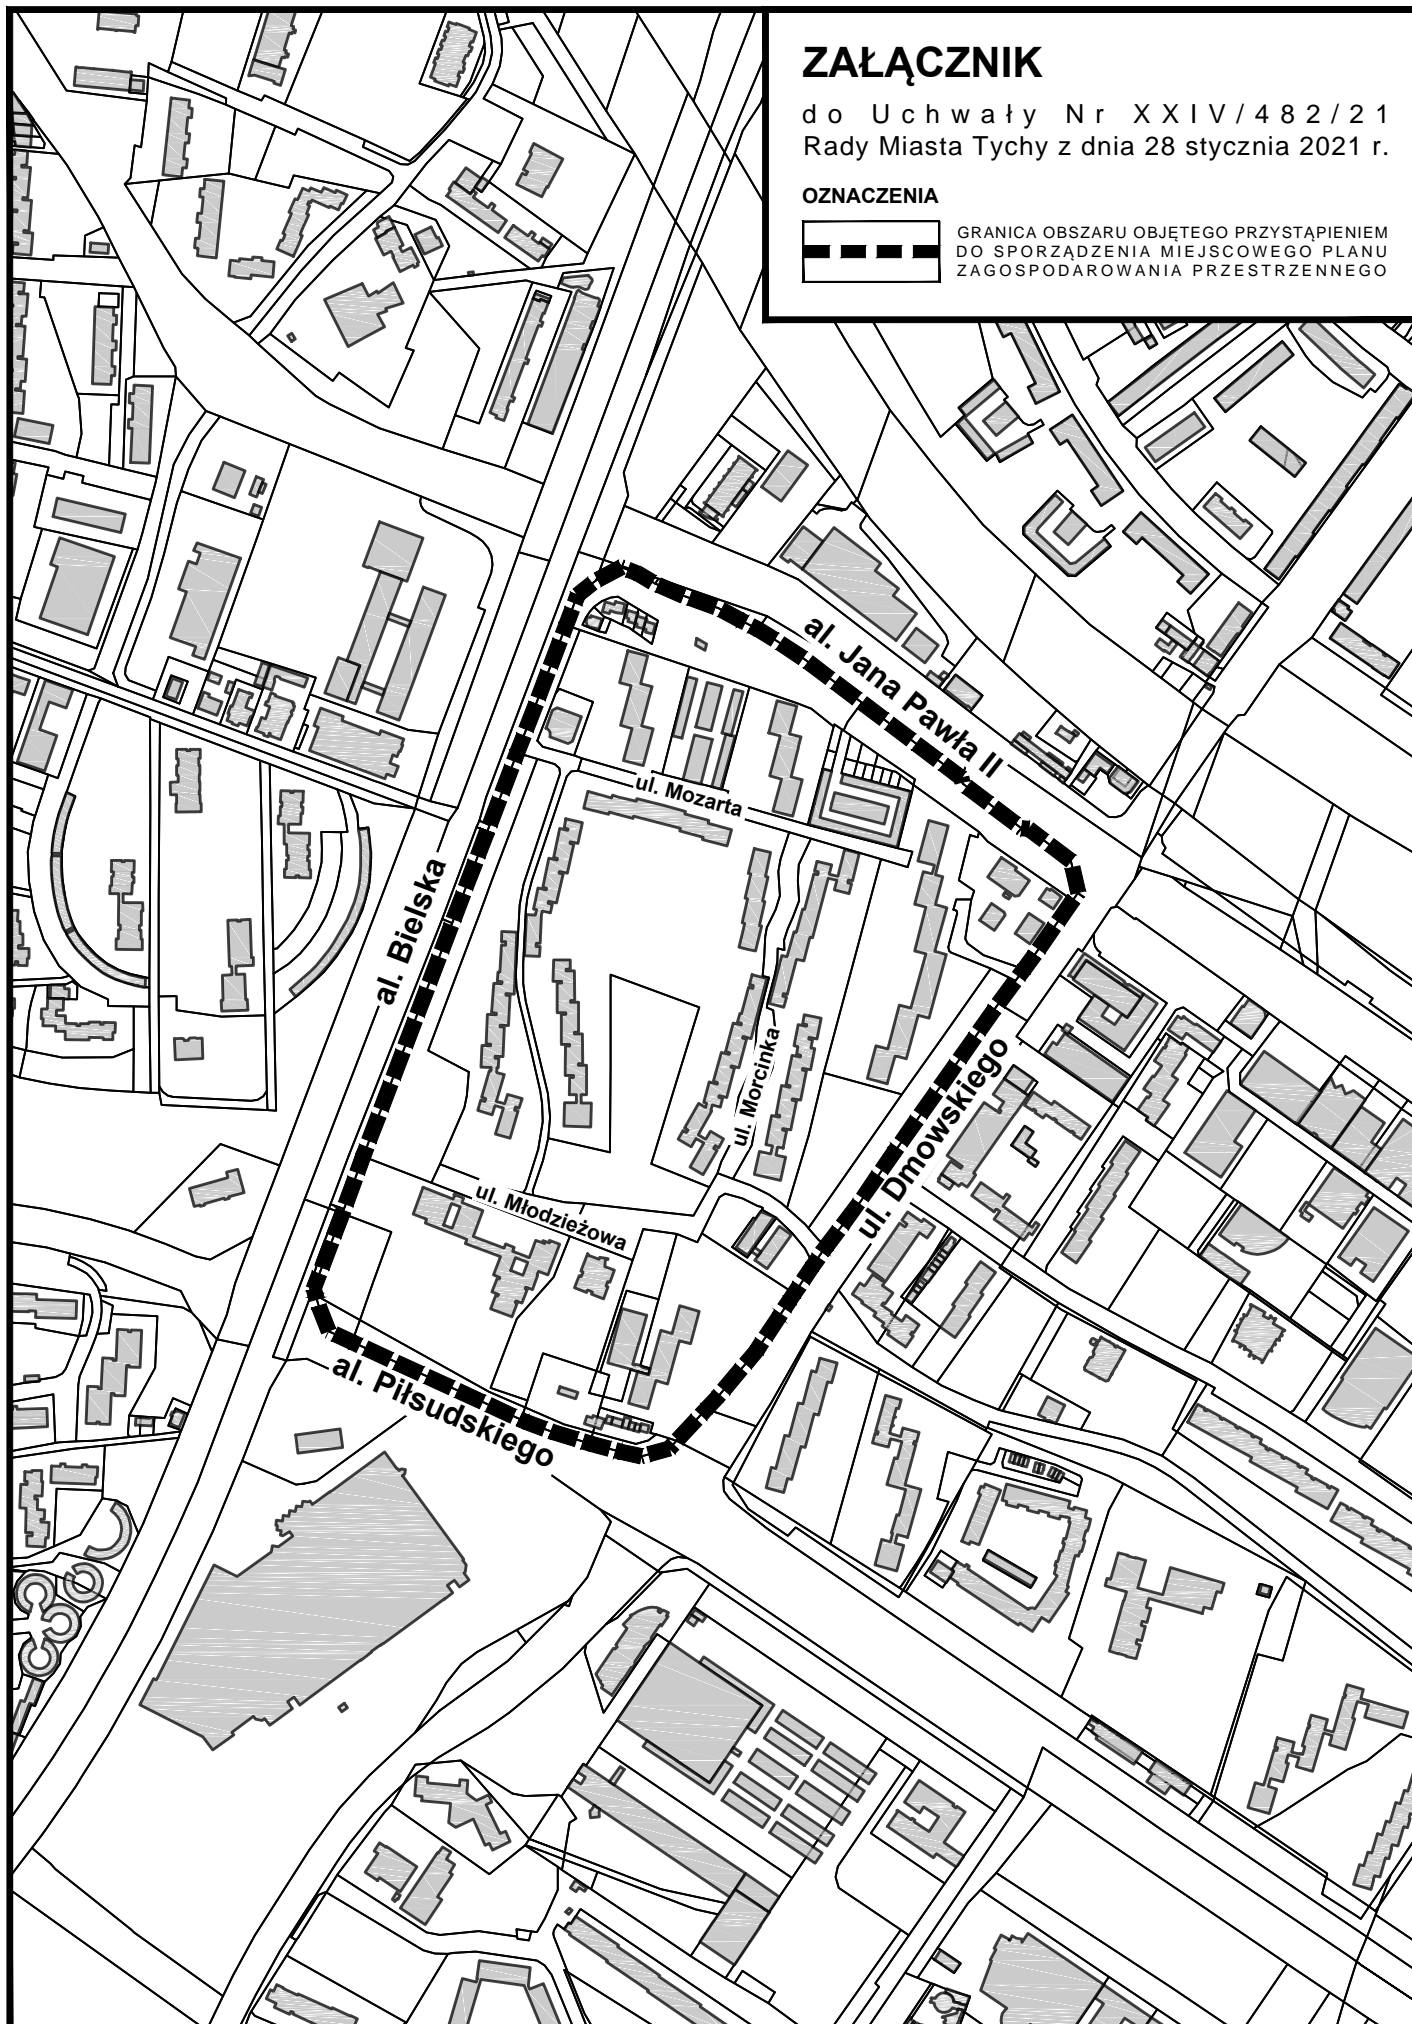 ZAŁĄCZNIK
do Uchwały Nr XXIV/482/21
Rady Miasta Tychy z dnia 28 stycznia 2021 r.
OZNACZENIA
GRANICA OBSZARU OBJĘTEGO PRZYSTĄPIENIEM
DO SPORZĄDZENIA MIEJSCOWEGO PLANU
ZAGOSPODAROWANIA PRZESTRZENNEGO
al. Jana Pawła II
ul. Mozarta
al. Bielska
ul. Morcinka
ul. Dmowskiego
ul. Młodzieżowa
al. Piłsudskiego